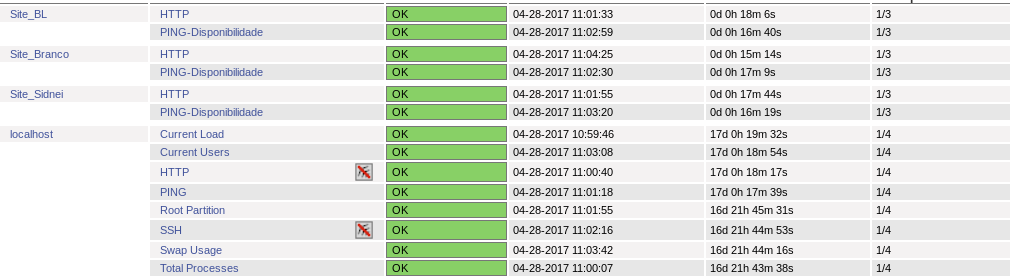 Site_BL HTTP OK 04-28-2017 11:01:33 0d 0h 18m 6s 1/3
PING-Disponibilidade OK 04-28-2017 11:02:59 0d 0h 16m 40s 1/3
Site_Branco HTTP OK 04-28-2017 11:04:25 0d 0h 15m 14s 1/3
PING-Disponibilidade OK 04-28-2017 11:02:30 0d 0h 17m 9s 1/3
Site_Sidnei HTTP OK 04-28-2017 11:01:55 0d 0h 17m 44s 1/3
PING-Disponibilidade OK 04-28-2017 11:03:20 0d 0h 16m 19s 1/3
localhost Current Load OK 04-28-2017 10:59:46 17d 0h 19m 32s 1/4
Current Users OK 04-28-2017 11:03:08 17d 0h 18m 54s 1/4
HTTP OK 04-28-2017 11:00:40 17d 0h 18m 17s 1/4
PING OK 04-28-2017 11:01:18 17d 0h 17m 39s 1/4
Root Partition OK 04-28-2017 11:01:55 16d 21h 45m 31s 1/4
SSH OK 04-28-2017 11:02:16 16d 21h 44m 53s 1/4
Swap Usage OK 04-28-2017 11:03:42 16d 21h 44m 16s 1/4
Total Processes OK 04-28-2017 11:00:07 16d 21h 43m 38s 1/4